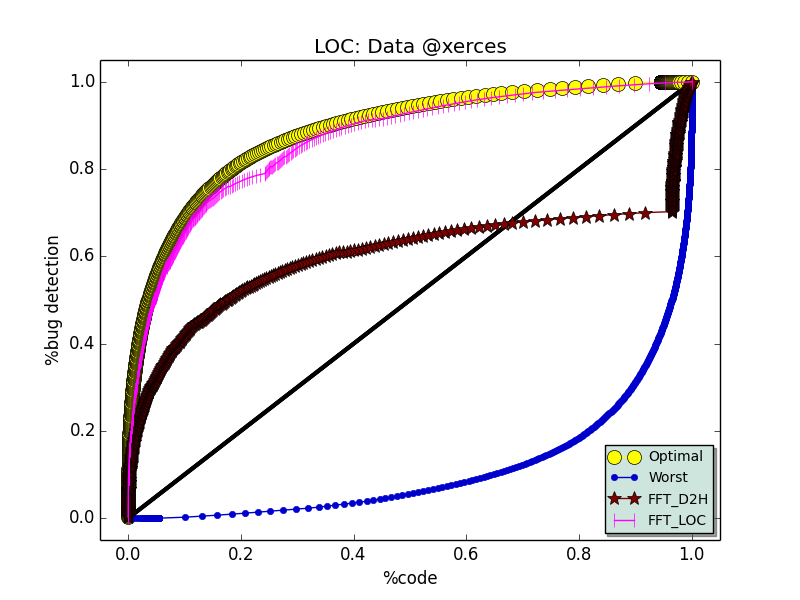 LOC: Data @xerces
1.0
0.8
0.6
0.4
0.2
0.0
%bug detection
0.0 0.2 0.4 0.6 0.8 1.0
%code
Optimal
Worst
FFT_D2H
FFT_LOC